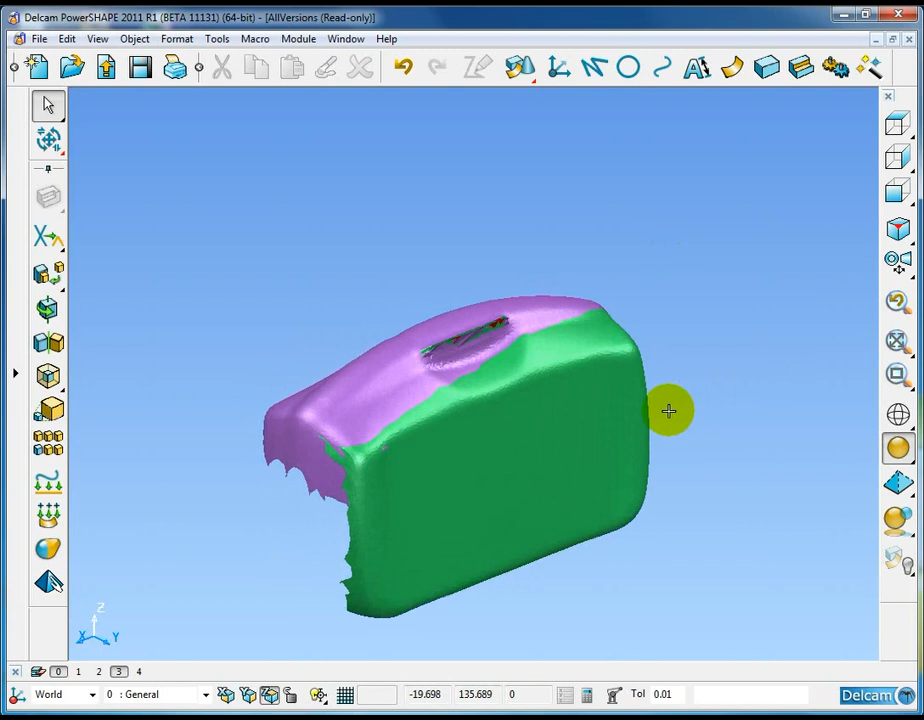 Delcam PowerSHAPE 2011 R1 (BETA 11131) (64-bit) - [AllVersions (Read-only)]
File Edit View Object Format Tools Macro Module Window Help
Z
X Y
0 1 2 3 4
World 0 : General -19.698 135.689 0 Tol 0.01 Delcam